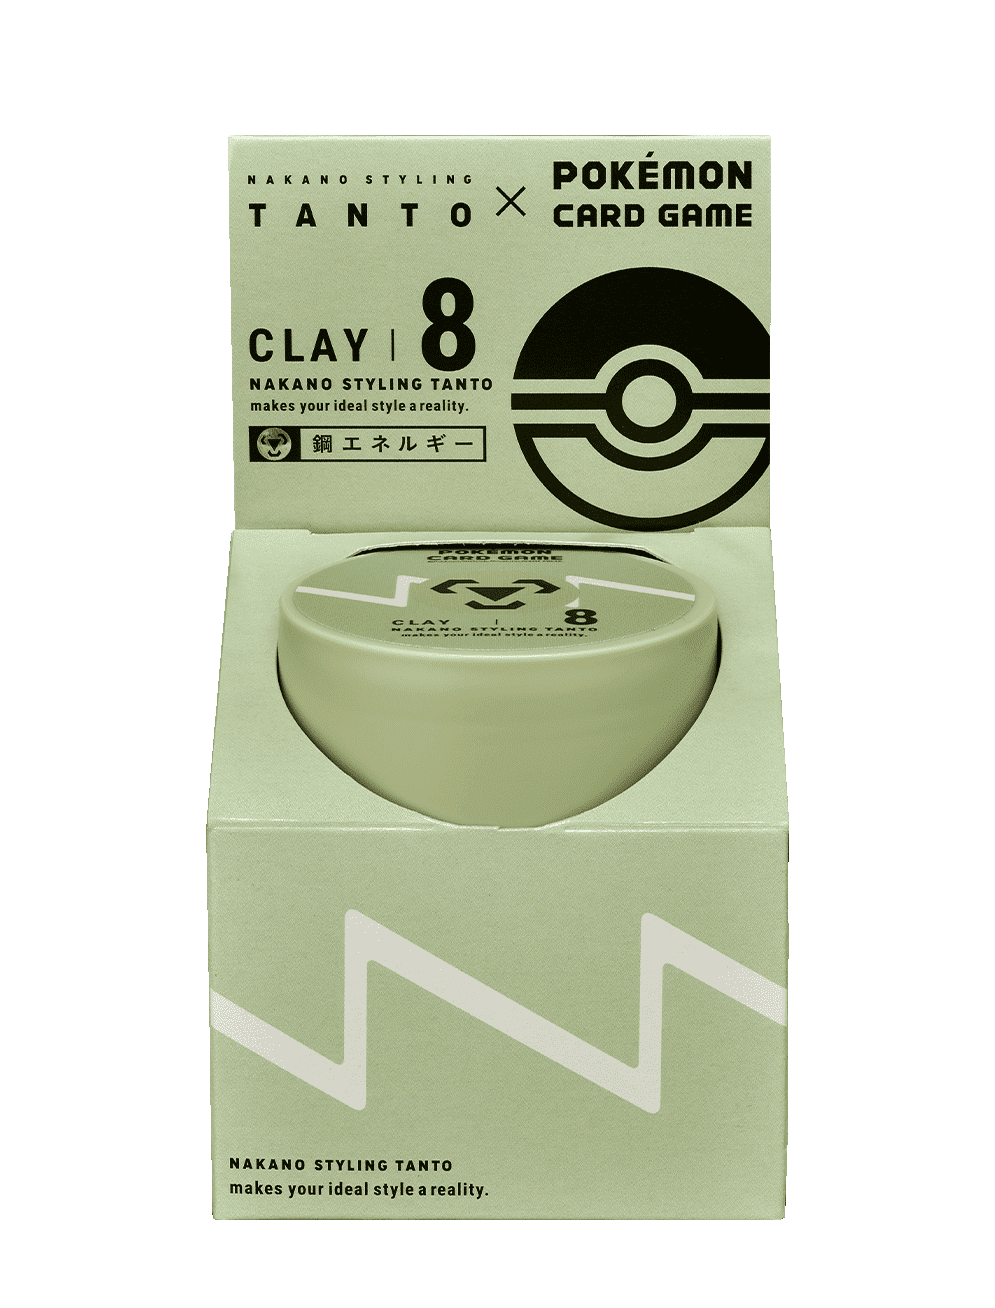 NAKANO STYLING
TANTO
×
POKÉMON
CARD GAME
CLAY | 8
NAKANO STYLING TANTO
makes your ideal style a reality.
鋼エネルギー
POKÉMON
CARD GAME
CLAY | 8
NAKANO STYLING TANTO
makes your ideal style a reality.
NAKANO STYLING TANTO
makes your ideal style a reality.